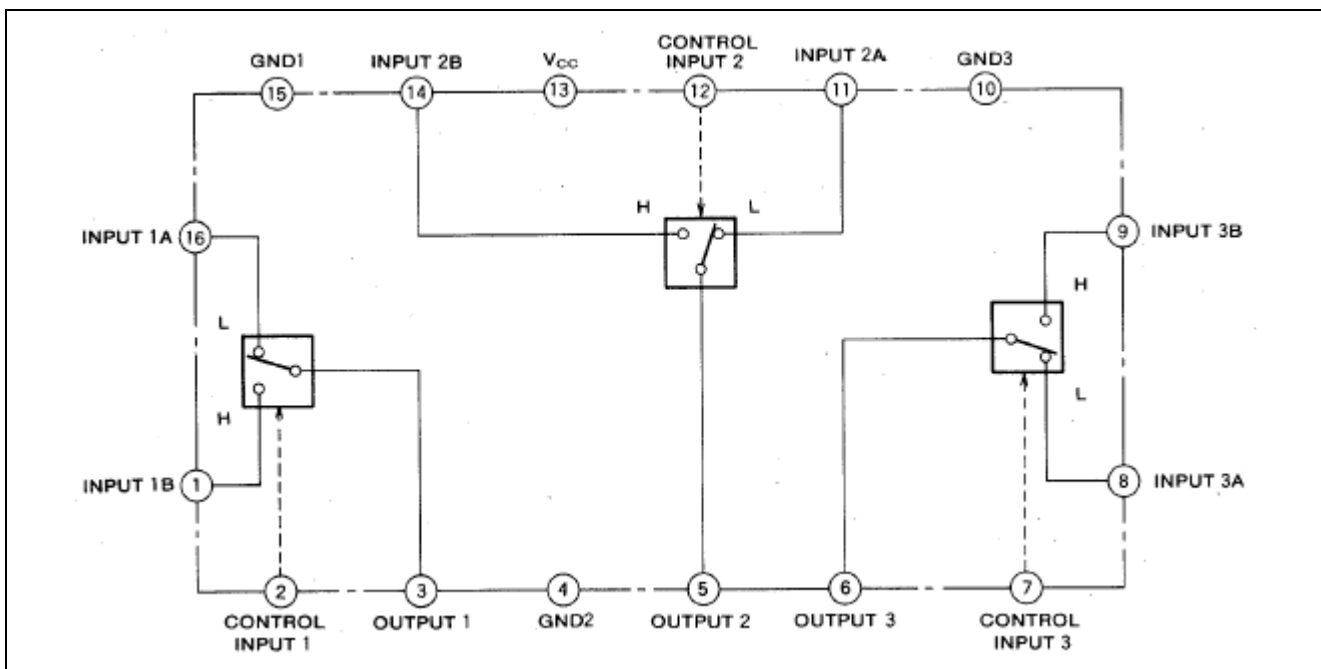 GND1
INPUT 2B
Vcc
CONTROL
INPUT 2
INPUT 2A
GND3
15
14
13
12
11
10
H
L
INPUT 1A
16
9
INPUT 3B
H
L
L
H
INPUT 1B
1
8
INPUT 3A
2
3
4
5
6
7
CONTROL
INPUT 1
OUTPUT 1
GND2
OUTPUT 2
OUTPUT 3
CONTROL
INPUT 3